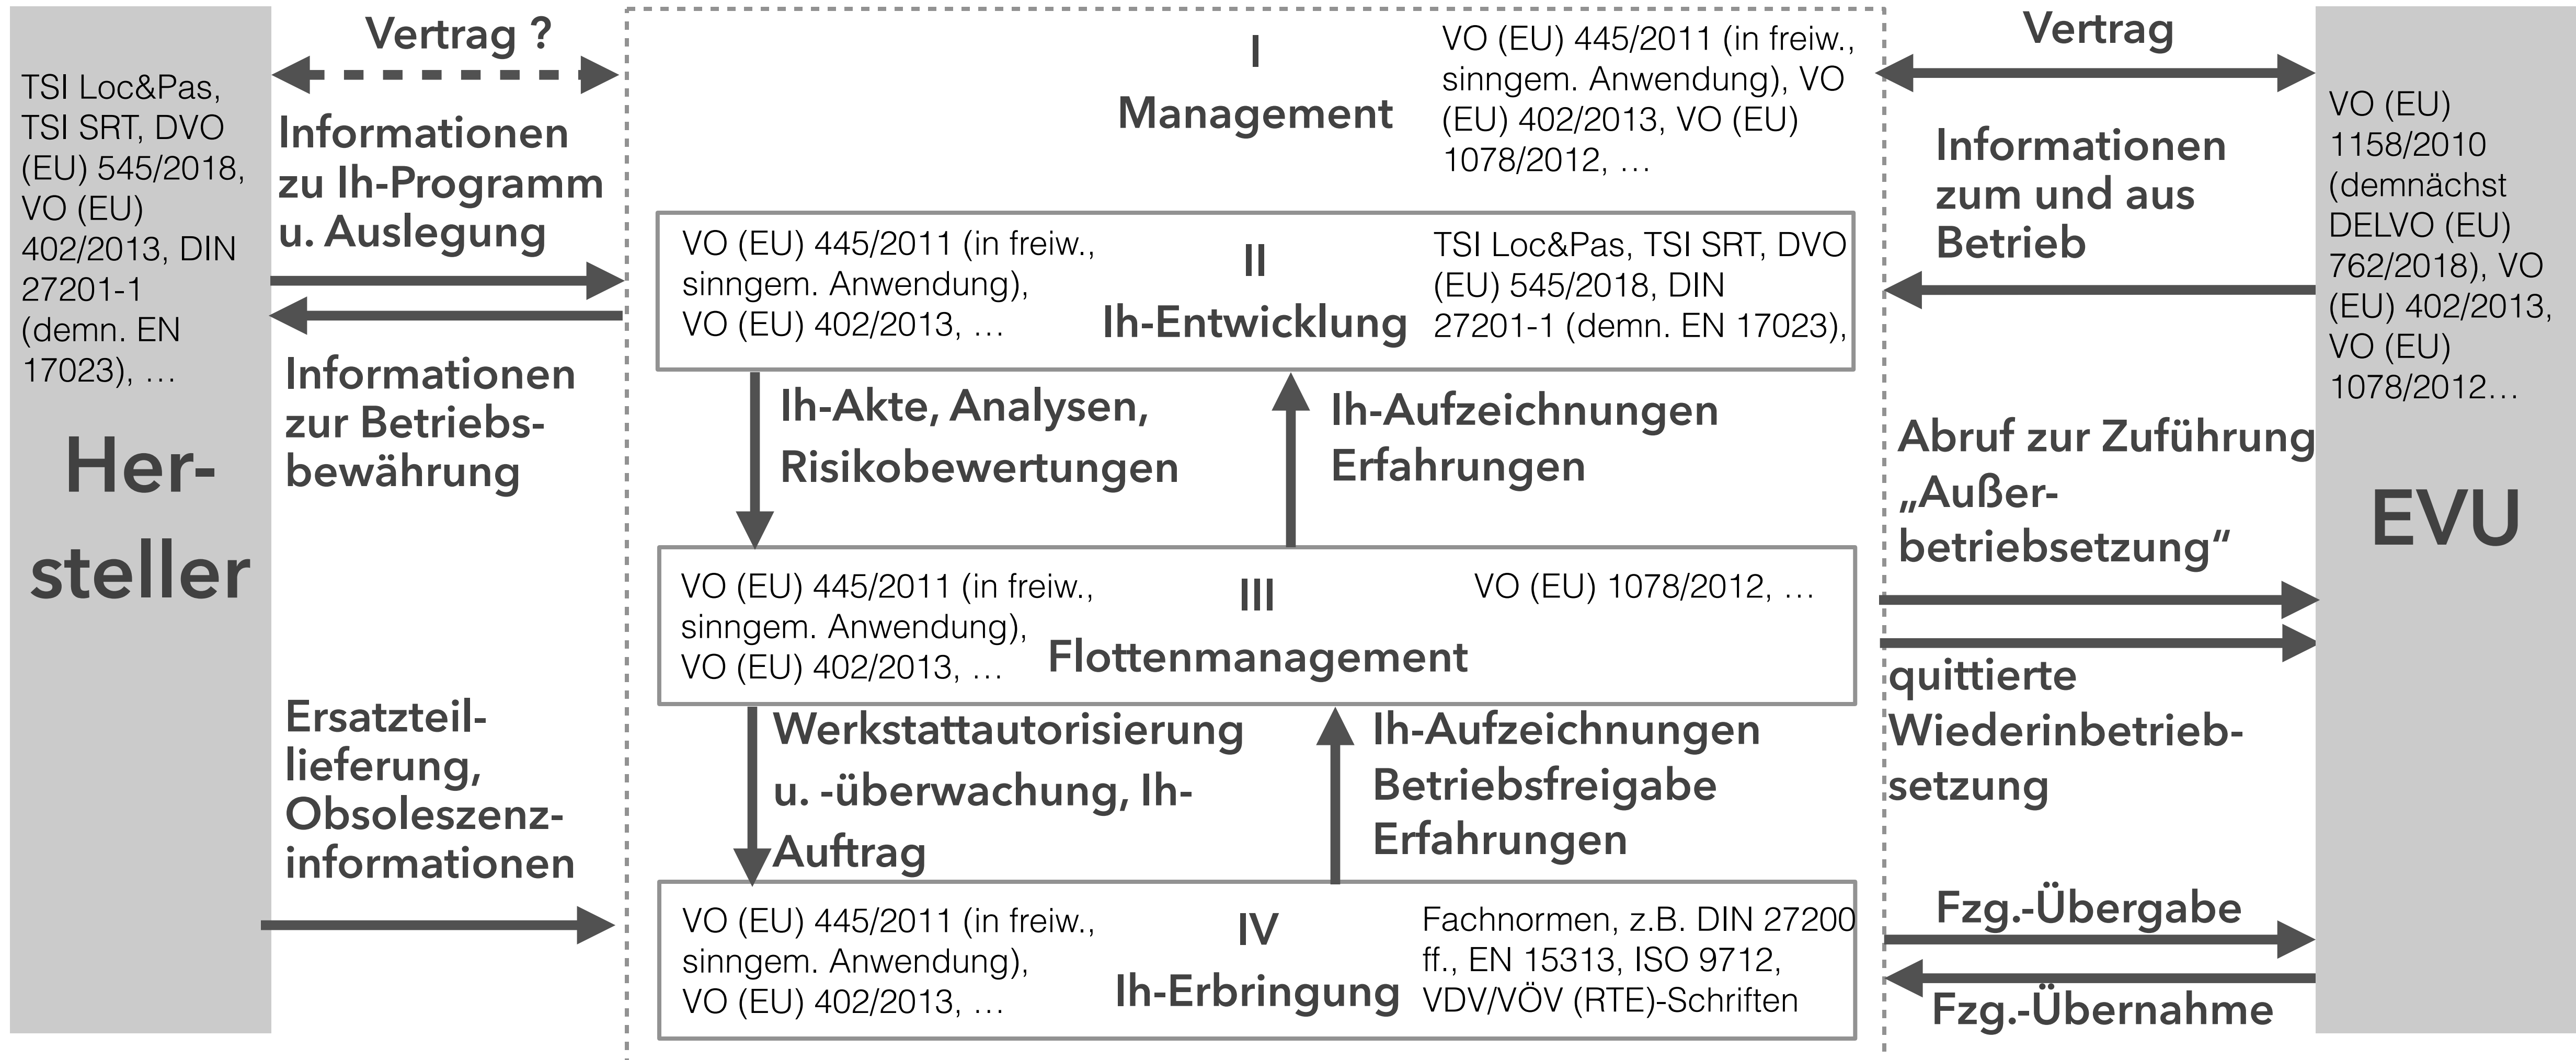 TSI Loc&Pas,
TSI SRT, DVO
(EU) 545/2018,
VO (EU)
402/2013, DIN
27201-1
(demn. EN
17023), …
Her-
steller
Vertrag ?
Informationen
zu Ih-Programm
u. Auslegung
Informationen
zur Betriebs-
bewährung
Ersatzteil-
lieferung,
Obsoleszenz-
informationen
I
Management
VO (EU) 445/2011 (in freiw.,
sinngem. Anwendung), VO
(EU) 402/2013, VO (EU)
1078/2012, …
VO (EU) 445/2011 (in freiw.,
sinngem. Anwendung),
VO (EU) 402/2013, …
II
Ih-Entwicklung
TSI Loc&Pas, TSI SRT, DVO
(EU) 545/2018, DIN
27201-1 (demn. EN 17023),
Ih-Akte, Analysen,
Risikobewertungen
Ih-Aufzeichnungen
Erfahrungen
VO (EU) 445/2011 (in freiw.,
sinngem. Anwendung),
VO (EU) 402/2013, …
III
Flottenmanagement
VO (EU) 1078/2012, …
Werkstattautorisierung
u. -überwachung, Ih-
Auftrag
Ih-Aufzeichnungen
Betriebsfreigabe
Erfahrungen
VO (EU) 445/2011 (in freiw.,
sinngem. Anwendung),
VO (EU) 402/2013, …
IV
Ih-Erbringung
Fachnormen, z.B. DIN 27200
ff., EN 15313, ISO 9712,
VDV/VÖV (RTE)-Schriften
Vertrag
Informationen
zum und aus
Betrieb
Abruf zur Zuführung
„Außer-
betriebsetzung“
quittierte
Wiederinbetrieb-
setzung
Fzg.-Übergabe
Fzg.-Übernahme
VO (EU)
1158/2010
(demnächst
DELVO (EU)
762/2018), VO
(EU) 402/2013,
VO (EU)
1078/2012…
EVU